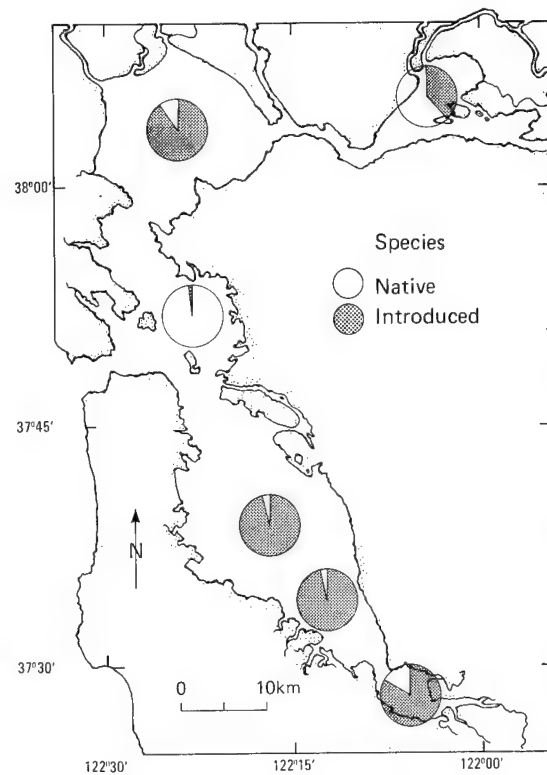 38°00'
Species
Native
Introduced
37°45'
N
37°30'
0 10km
122°30' 122°15' 122°00'